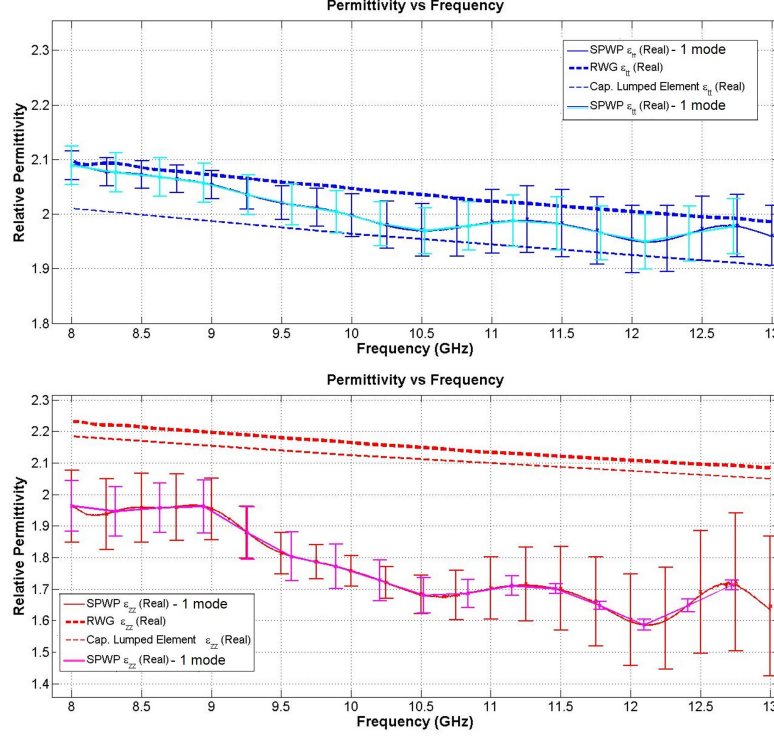 Permittivity vs Frequency
Relative Permittivity
2.3
2.2
2.1
2
1.9
1.8
SPWP εtt (Real) - 1 mode
RWG εtt (Real)
Cap. Lumped Element εtt (Real)
SPWP εtt (Real) - 1 mode
8 8.5 9 9.5 10 10.5 11 11.5 12 12.5 13
Frequency (GHz)
Permittivity vs Frequency
Relative Permittivity
2.3
2.2
2.1
2
1.9
1.8
1.7
1.6
1.5
1.4
SPWP εzz (Real) - 1 mode
RWG εzz (Real)
Cap. Lumped Element εzz (Real)
SPWP εzz (Real) - 1 mode
8 8.5 9 9.5 10 10.5 11 11.5 12 12.5 13
Frequency (GHz)